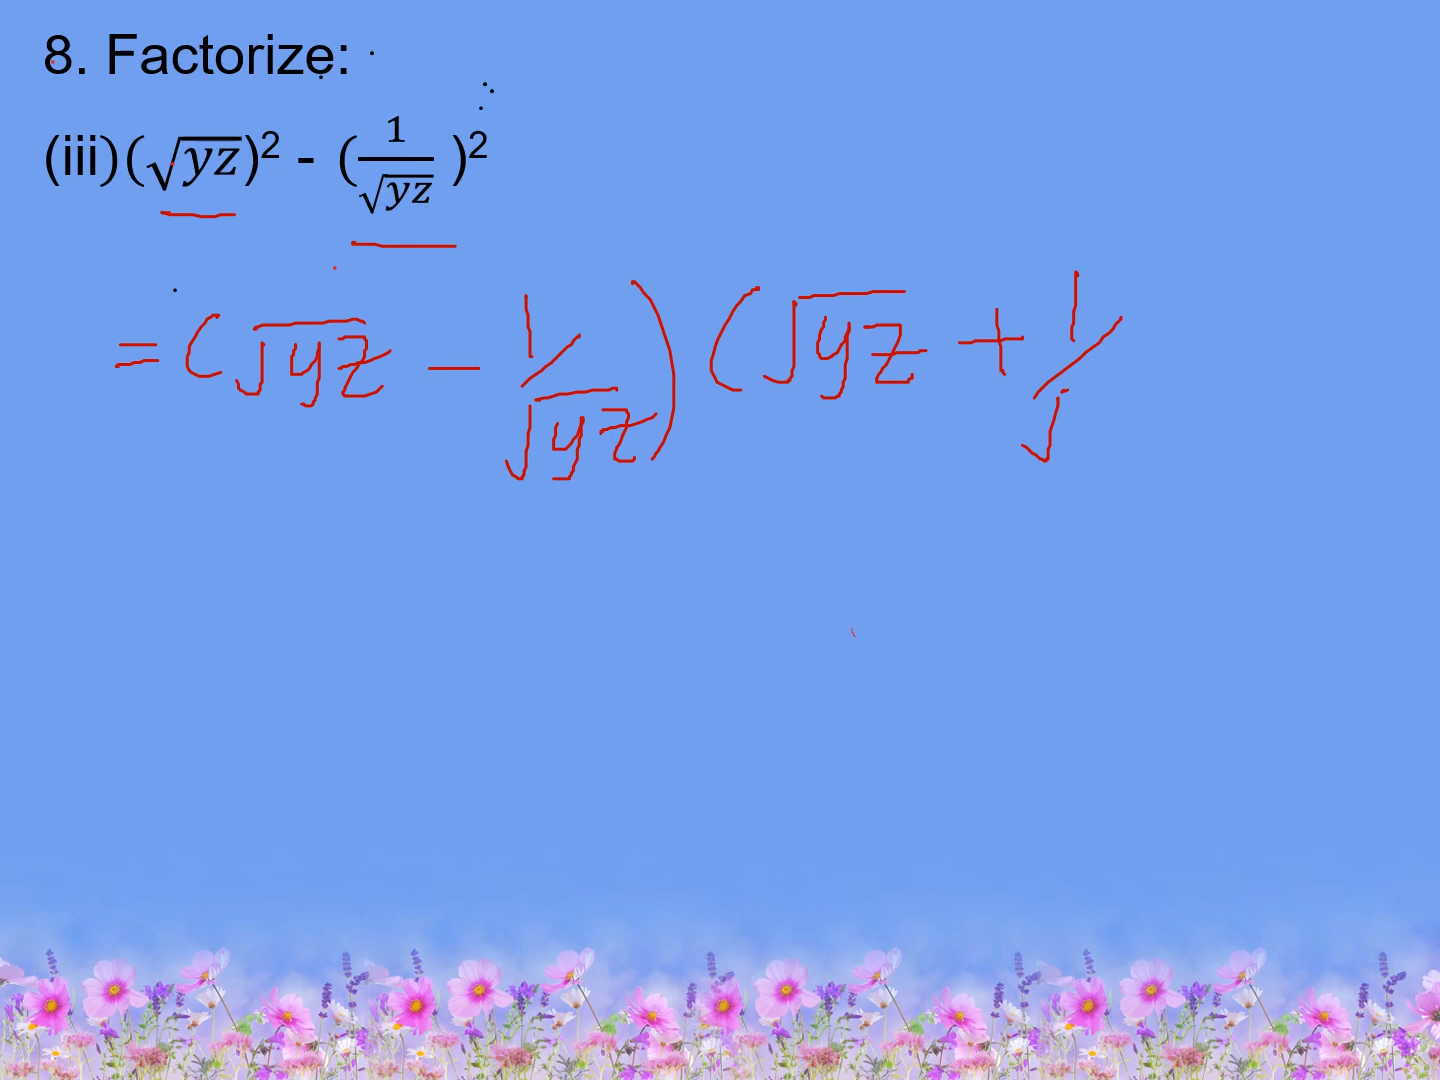 8. Factorize:
(iii)(√yz)² - (1/√yz )²
= (√yz - 1/√yz) (√yz + 1/√